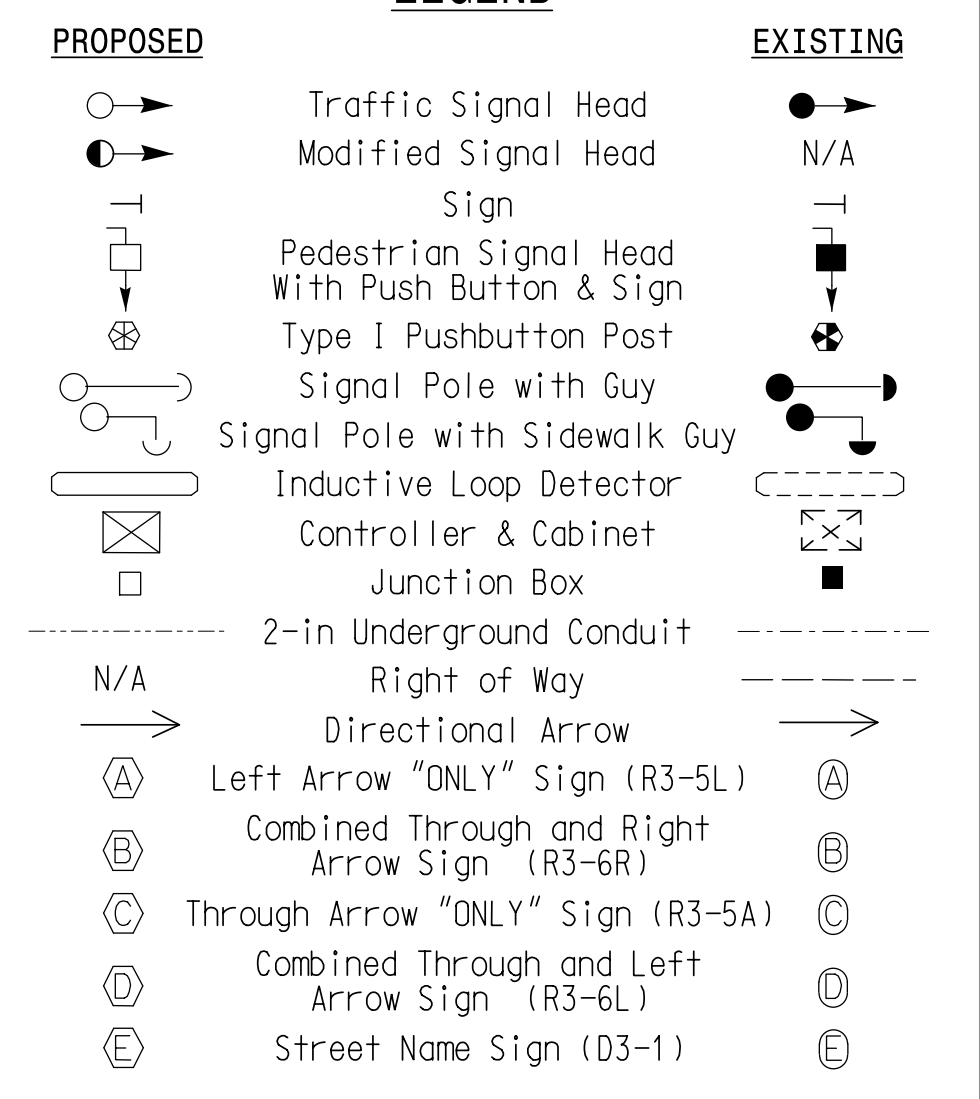 LEGEND
PROPOSED EXISTING
Traffic Signal Head
Modified Signal Head N/A
Sign
Pedestrian Signal Head
With Push Button & Sign
Type I Pushbutton Post
Signal Pole with Guy
Signal Pole with Sidewalk Guy
Inductive Loop Detector
Controller & Cabinet
Junction Box
2-in Underground Conduit
N/A Right of Way
Directional Arrow
A Left Arrow "ONLY" Sign (R3-5L) A
Combined Through and Right
B Arrow Sign (R3-6R) B
C Through Arrow "ONLY" Sign (R3-5A) C
Combined Through and Left
D Arrow Sign (R3-6L) D
E Street Name Sign (D3-1) E